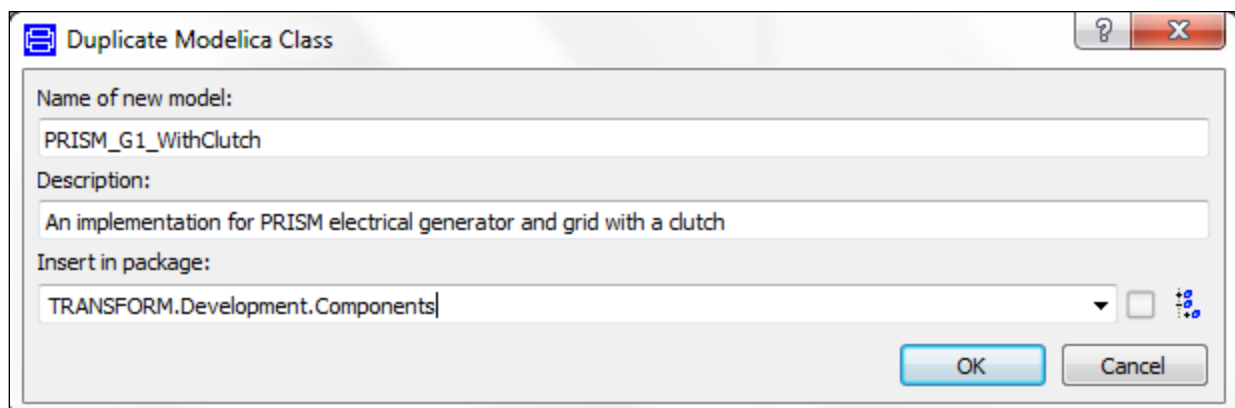 Duplicate Modelica Class
?
X
Name of new model:
PRISM_G1_WithClutch
Description:
An implementation for PRISM electrical generator and grid with a clutch
Insert in package:
TRANSFORM.Development.Components
OK Cancel